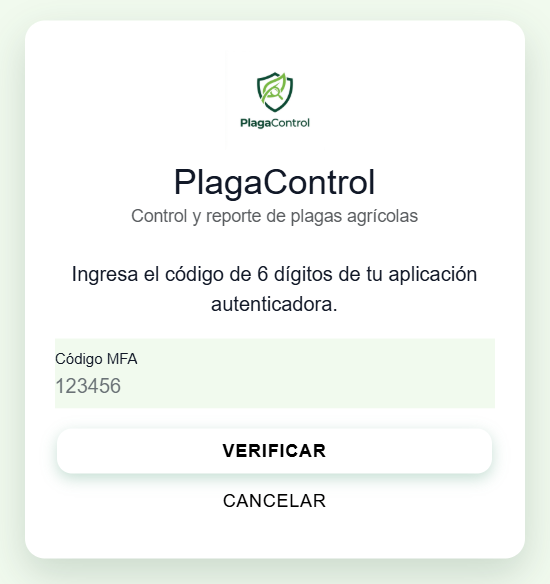 PlagaControl
PlagaControl
Control y reporte de plagas agrícolas
Ingresa el código de 6 dígitos de tu aplicación
autenticadora.
Código MFA
123456
VERIFICAR
CANCELAR